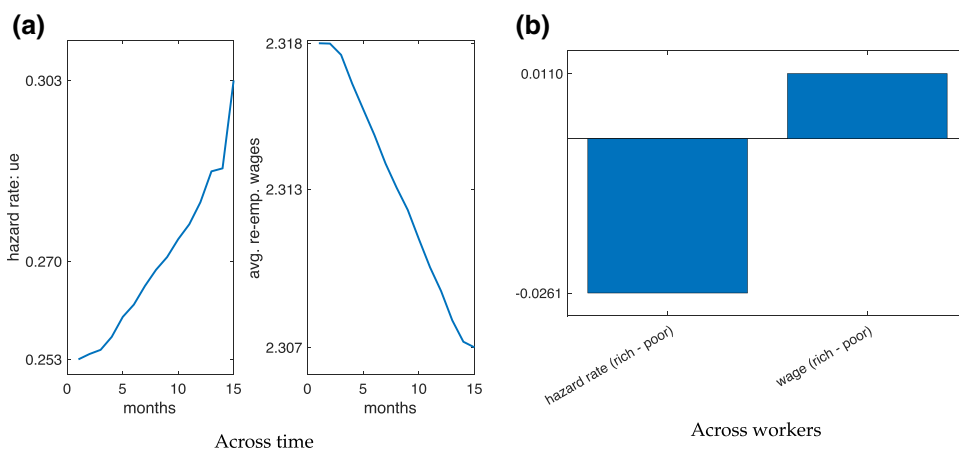 (a)
hazard rate: ue
0.303
0.270
0.253
0 5 10 15
months
avg. re-emp. wages
2.318
2.313
2.307
0 5 10 15
months
Across time
(b)
0.0110
-0.0261
hazard rate (rich - poor)
wage (rich - poor)
Across workers